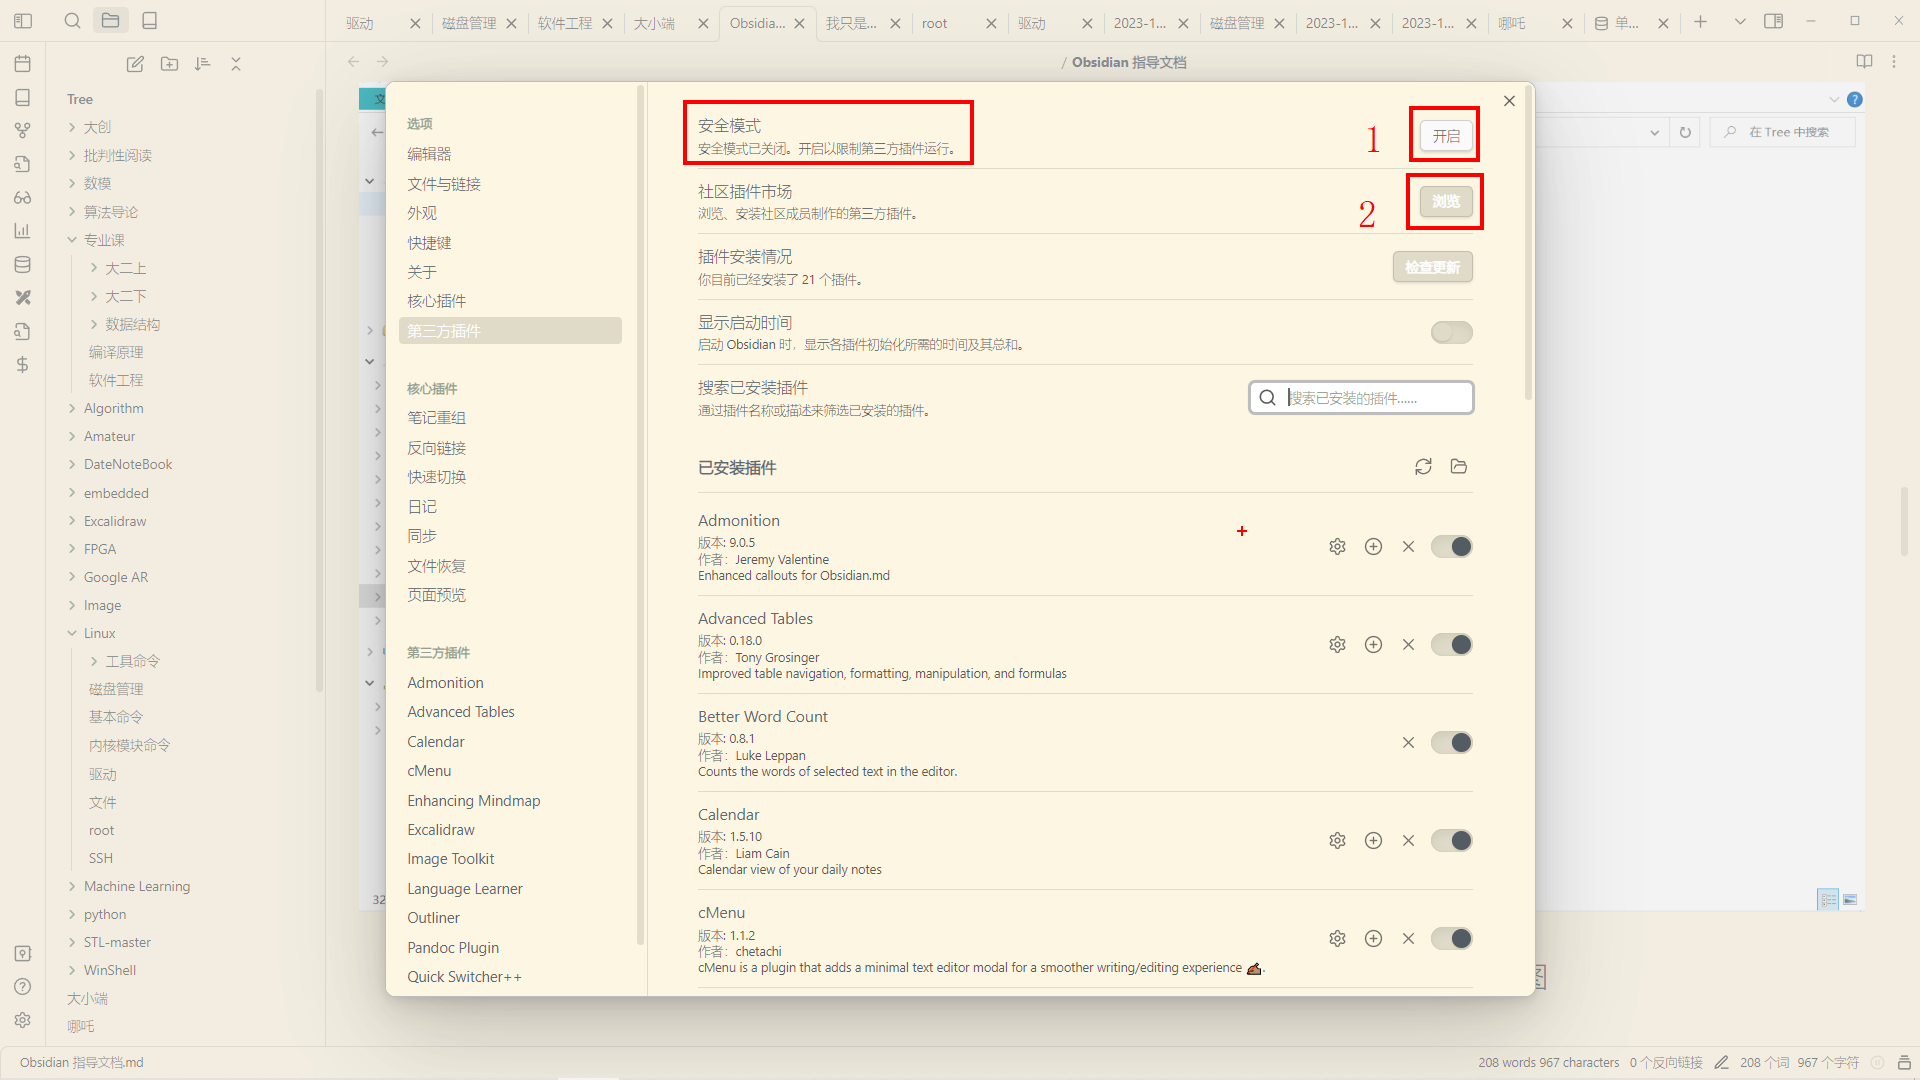 驱动
磁盘管理
软件工程
大小端
Obsidia...
我只是...
root
驱动
2023-1...
磁盘管理
2023-1...
2023-1...
哪吒
单...
/ Obsidian 指导文档
Tree
大创
批判性阅读
数模
算法导论
专业课
大二上
大二下
数据结构
编译原理
软件工程
Algorithm
Amateur
DateNoteBook
embedded
Excalidraw
FPGA
Google AR
Image
Linux
工具命令
磁盘管理
基本命令
内核模块命令
驱动
文件
root
SSH
Machine Learning
python
STL-master
WinShell
大小端
哪吒
选项
编辑器
文件与链接
外观
快捷键
关于
核心插件
第三方插件
核心插件
笔记重组
反向链接
快速切换
日记
同步
文件恢复
页面预览
第三方插件
Admonition
Advanced Tables
Calendar
cMenu
Enhancing Mindmap
Excalidraw
Image Toolkit
Language Learner
Outliner
Pandoc Plugin
Quick Switcher++
安全模式
安全模式已关闭。开启以限制第三方插件运行。
1
开启
社区插件市场
浏览、安装社区成员制作的第三方插件。
2
浏览
插件安装情况
你目前已经安装了 21 个插件。
检查更新
显示启动时间
启动 Obsidian 时，显示各插件初始化所需的时间及其总和。
搜索已安装插件
通过插件名称或描述来筛选已安装的插件。
搜索已安装的插件......
已安装插件
Admonition
版本: 9.0.5
作者：Jeremy Valentine
Enhanced callouts for Obsidian.md
Advanced Tables
版本: 0.18.0
作者：Tony Grosinger
Improved table navigation, formatting, manipulation, and formulas
Better Word Count
版本: 0.8.1
作者：Luke Leppan
Counts the words of selected text in the editor.
Calendar
版本: 1.5.10
作者：Liam Cain
Calendar view of your daily notes
cMenu
版本: 1.1.2
作者：chetachi
cMenu is a plugin that adds a minimal text editor modal for a smoother writing/editing experience ✍🏾.
在 Tree 中搜索
32
Obsidian 指导文档.md
208 words 967 characters
0 个反向链接
208 个词
967 个字符